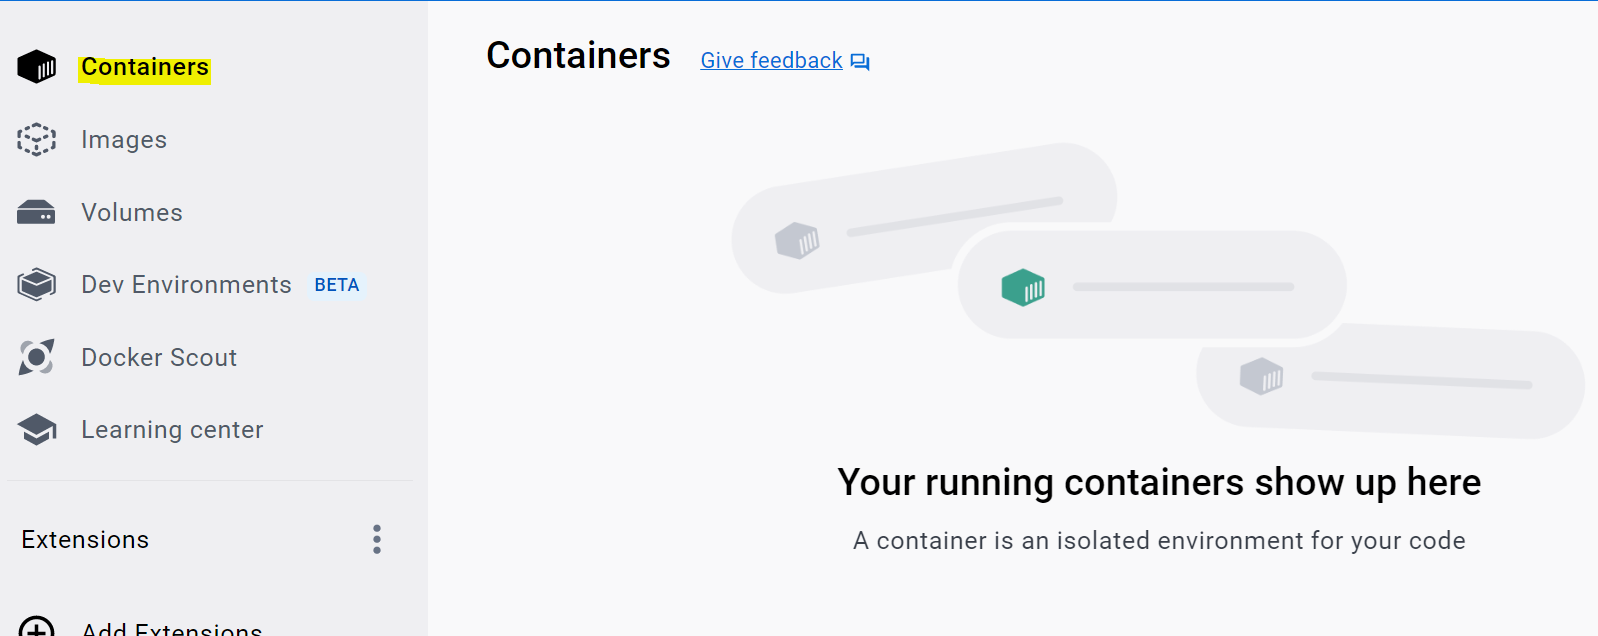 Containers
Images
Volumes
Dev Environments BETA
Docker Scout
Learning center
Extensions
Add Extensions
Containers Give feedback
Your running containers show up here
A container is an isolated environment for your code